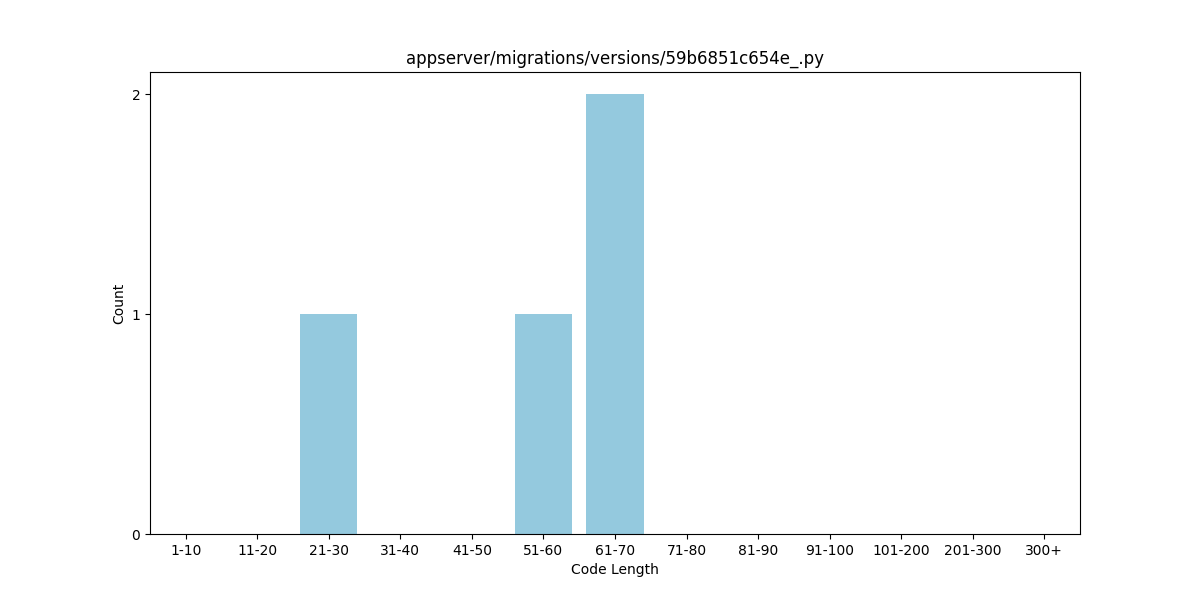 appserver/migrations/versions/59b6851c654e_.py
2
1
0
Count
1-10 11-20 21-30 31-40 41-50 51-60 61-70 71-80 81-90 91-100 101-200 201-300 300+
Code Length